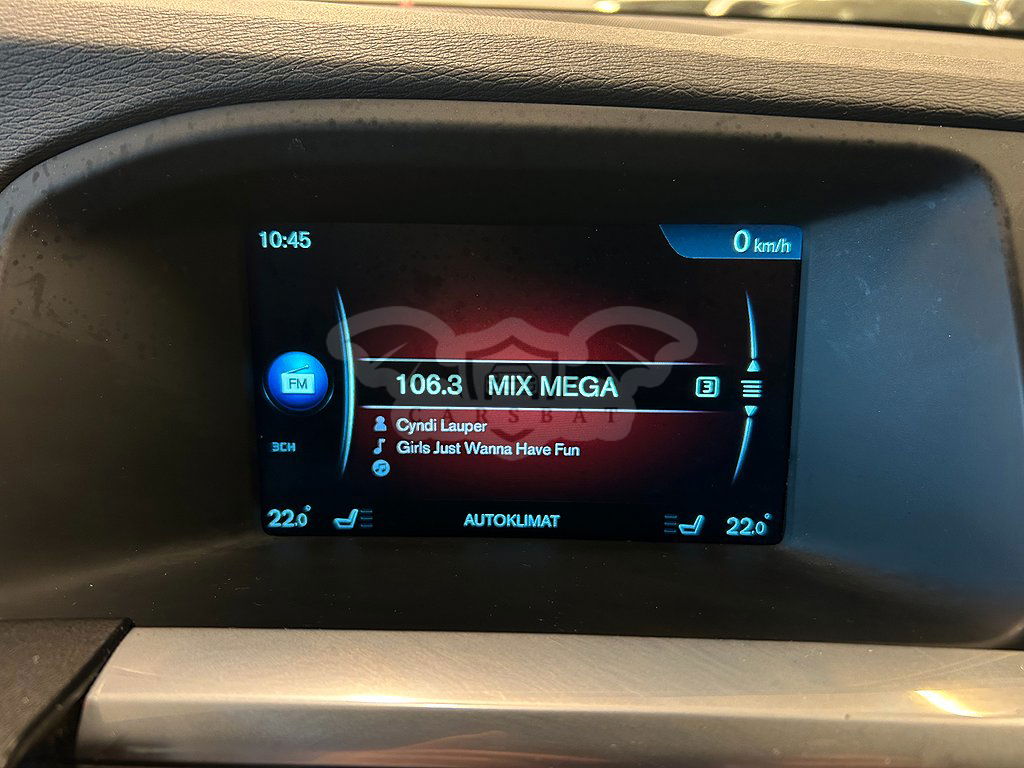 10:45
0 km/h
FM
106.3 MIX MEGA 3
CARSBAT
Cyndi Lauper
Girls Just Wanna Have Fun
22.0° AUTOKLIMAT 22.0°